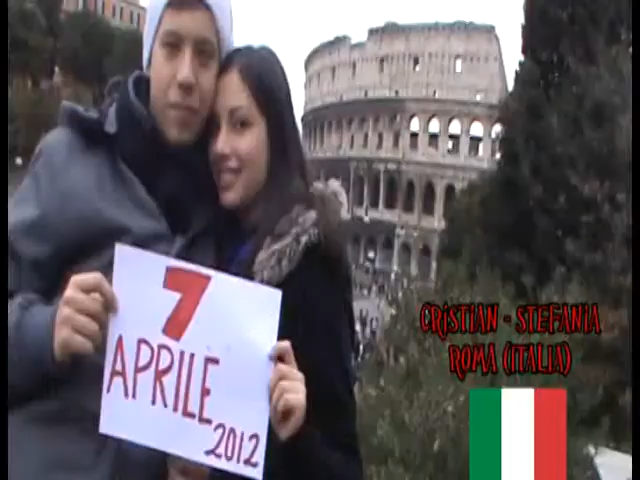 7
APRILE
2012
CRISTIAN - STEFANIA
ROMA (ITALIA)